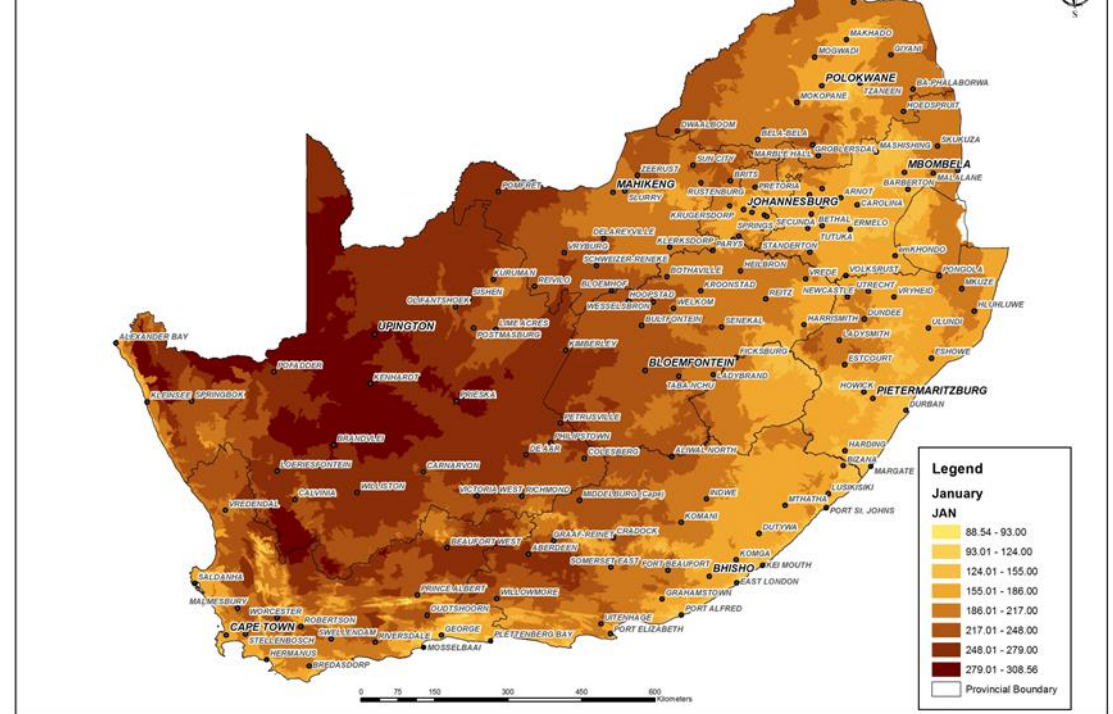 S
MAKHADO
MOGWADI
GIYANI
POLOKWANE
TZANEEN
BA-PHALABORWA
MOKOPANE
HOEDSPRUIT
DWAALBOOM
BELA-BELA
GROBLERSDAL
MASHISHING
SKUKUZA
MARBLE HALL
SUN CITY
ZEERUST
MBOMBELA
MALALANE
BRITS
BARBERTON
POMFRET
MAHIKENG
RUSTENBURG
PRETORIA
ARNOT
SLURRY
JOHANNESBURG
CAROLINA
KRUGERSDORP
SPRINGS
SECUNDA
BETHAL
ERMELO
TUTUKA
DELAREYVILLE
KLERKSDORP
PARYS
STANDERTON
emKHONDO
VRYBURG
SCHWEIZER-RENEKE
HEILBRON
BOTHAVILLE
VREDE
VOLKSRUST
PONGOLA
KURUMAN
REIVILO
BLOEMHOF
KROONSTAD
NEWCASTLE
UTRECHT
MKUZE
SISHEN
HOOPSTAD
REITZ
VRYHEID
OLIFANTSHOEK
WESSELSBRON
WELKOM
HLUHLUWE
UPINGTON
LIME ACRES
BULTFONTEIN
SENEKAL
HARRISMITH
DUNDEE
ULUNDI
POSTMASBURG
LADYSMITH
ALEXANDER BAY
KIMBERLEY
FICKSBURG
ESTCOURT
ESHOWE
POFADDER
BLOEMFONTEIN
LADYBRAND
KENHARDT
TABA-NCHU
HOWICK
PIETERMARITZBURG
KLEINSEE
SPRINGBOK
PRIESKA
DURBAN
PETRUSVILLE
BRANDVLEI
PHILIPSTOWN
HARDING
DE AAR
COLESBERG
ALIWAL NORTH
BIZANA
LOERIESFONTEIN
CARNARVON
MARGATE
CALVINIA
WILLISTON
VICTORIA WEST
RICHMOND
MIDDELBURG (Cape)
INDWE
LUSIKISIKI
MTHATHA
VREDENDAL
PORT St. JOHNS
KOMANI
BEAUFORT WEST
GRAAF-REINET
CRADOCK
DUTYWA
ABERDEEN
KOMGA
SOMERSET EAST
FORT BEAUFORT
BHISHO
KEI MOUTH
SALDANHA
EAST LONDON
PRINCE ALBERT
WILLOWMORE
GRAHAMSTOWN
MALMESBURY
WORCESTER
OUDTSHOORN
PORT ALFRED
CAPE TOWN
ROBERTSON
UITENHAGE
STELLENBOSCH
SWELLENDAM
RIVERSDALE
GEORGE
PLETTENBERG BAY
PORT ELIZABETH
HERMANUS
MOSSELBAAI
BREDASDORP
0 75 150 300 450 600
Kilometers
Legend
January
JAN
88.54 - 93.00
93.01 - 124.00
124.01 - 155.00
155.01 - 186.00
186.01 - 217.00
217.01 - 248.00
248.01 - 279.00
279.01 - 308.56
Provincial Boundary